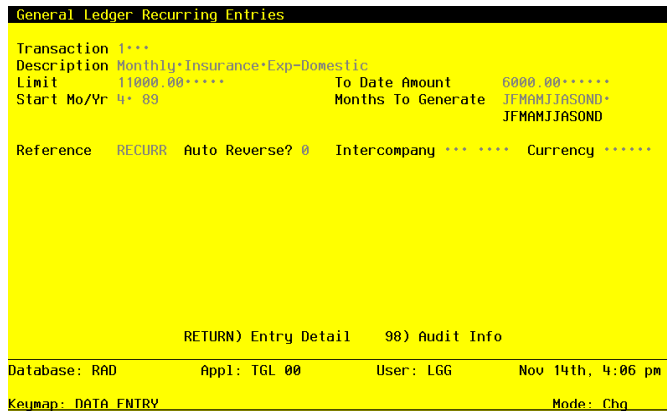 General Ledger Recurring Entries
Transaction 1···
Description Monthly·Insurance·Exp-Domestic
Limit 11000.00····· To Date Amount 6000.00······
Start Mo/Yr 4· 89 Months To Generate JFMAMJJASOND·
JFMAMJJASOND
Reference RECURR Auto Reverse? 0 Intercompany ··· ···· Currency ······
RETURN) Entry Detail 98) Audit Info
Database: RAD Appl: TGL 00 User: LGG Nov 14th, 4:06 pm
Keymap: DATA ENTRY Mode: Chg